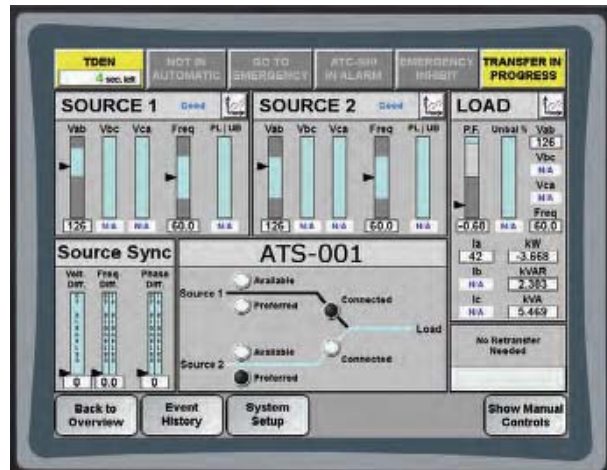 TDEN
4 sec. left
NOT IN
AUTOMATIC
GO TO
EMERGENCY
IN ALARM
EMERGENCY
INHIBIT
TRANSFER IN
PROGRESS
SOURCE 1 Good
SOURCE 2 Good
LOAD
Vab Vbc Vca Freq UB
Vab Vbc Vca Freq UB
P.F. Unbal % Vab
126
Vbc
N/A
Vca
N/A
Freq
126 N/A N/A 60.0 N/A
126 N/A N/A 60.0 N/A
-0.68 N/A 60.0
Source Sync
ATS-001
Ia kW
42 -3.668
Ib kVAR
N/A 2.383
Ic kVA
N/A 5.469
Volt. Freq. Phase
Diff. Diff. Diff.
0 0.0 0
Source 1
Available
Preferred
Connected
Load
Source 2
Available
Preferred
Connected
No Retransfer
Needed
Back to
Overview
Event
History
System
Setup
Show Manual
Controls